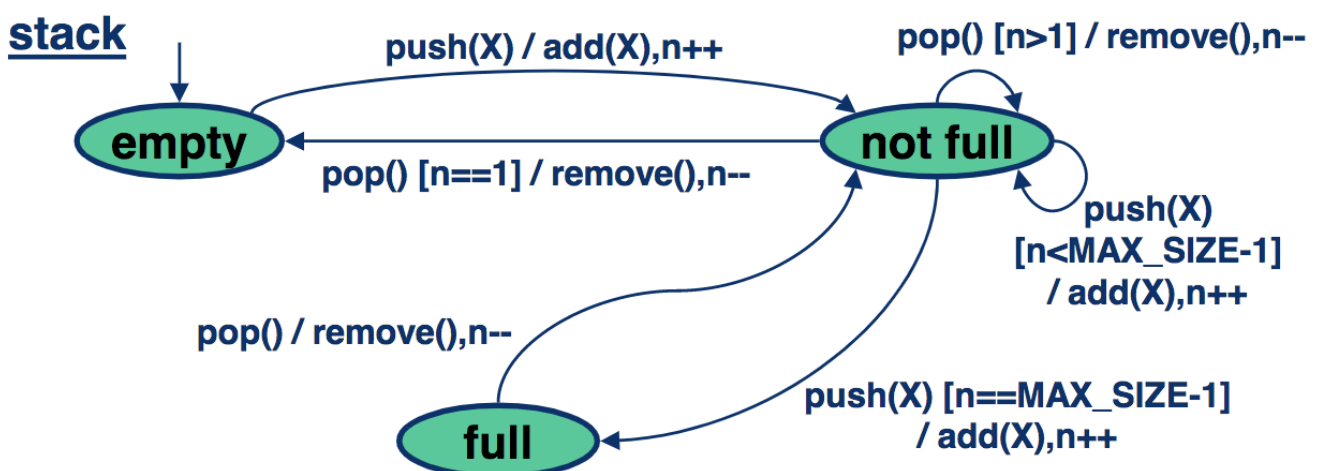 stack
push(X) / add(X),n++
pop() [n>1] / remove(),n--
empty
not full
pop() [n==1] / remove(),n--
push(X)
[n<MAX_SIZE-1]
/ add(X),n++
pop() / remove(),n--
push(X) [n==MAX_SIZE-1]
/ add(X),n++
full